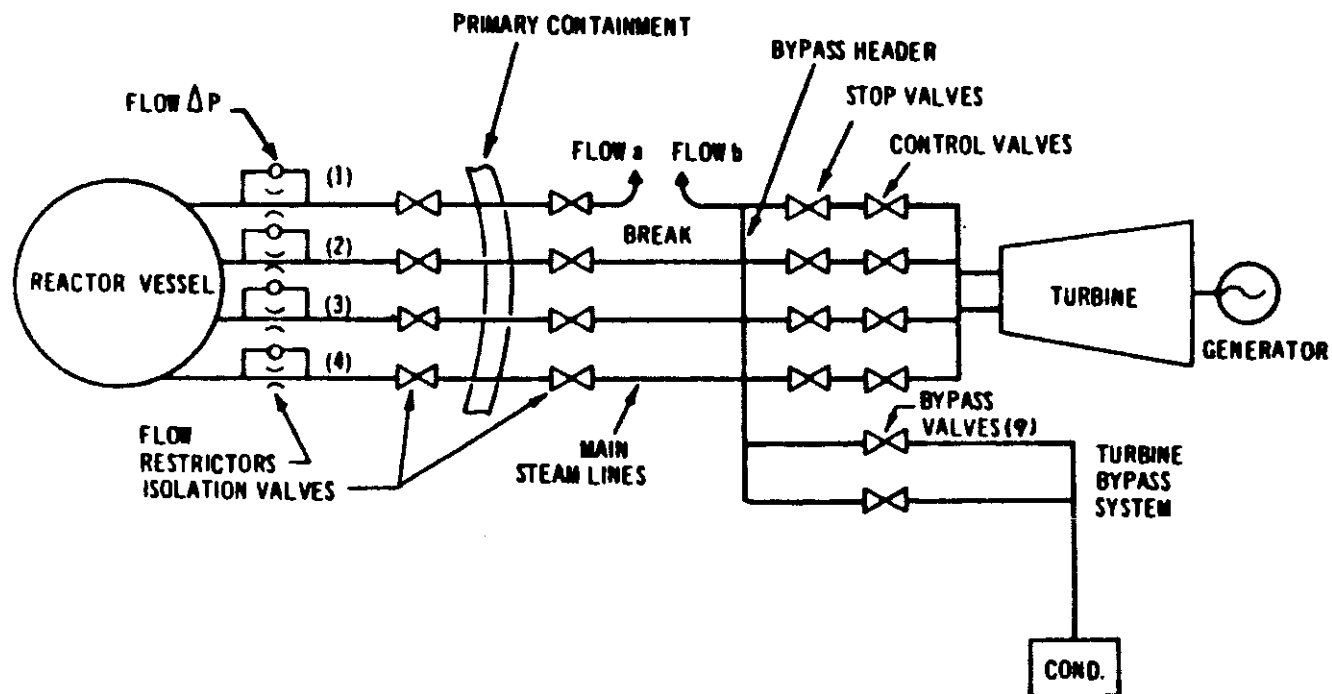 PRIMARY CONTAINMENT
BYPASS HEADER
FLOW ΔP
STOP VALVES
FLOW a
FLOW b
CONTROL VALVES
(1)
BREAK
(2)
REACTOR VESSEL
(3)
TURBINE
(4)
GENERATOR
FLOW
RESTRICTORS
ISOLATION VALVES
MAIN
STEAM LINES
BYPASS
VALVES (9)
TURBINE
BYPASS
SYSTEM
COND.